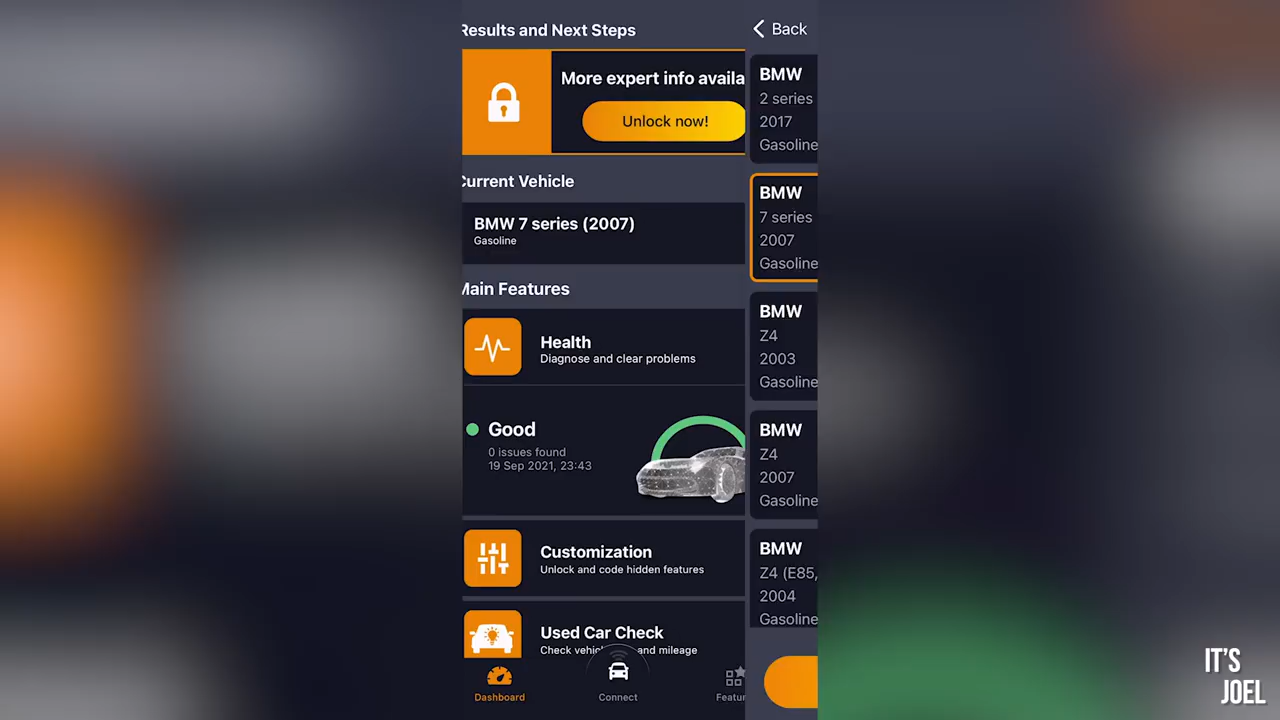 Results and Next Steps
More expert info availa
Unlock now!
Current Vehicle
BMW 7 series (2007)
Gasoline
Main Features
Health
Diagnose and clear problems
Good
0 issues found
19 Sep 2021, 23:43
Customization
Unlock and code hidden features
Used Car Check
Check vehic and mileage
Dashboard
Connect
Featur
Back
BMW
2 series
2017
Gasoline
BMW
7 series
2007
Gasoline
BMW
Z4
2003
Gasoline
BMW
Z4
2007
Gasoline
BMW
Z4 (E85,
2004
Gasoline
IT'S
JOEL